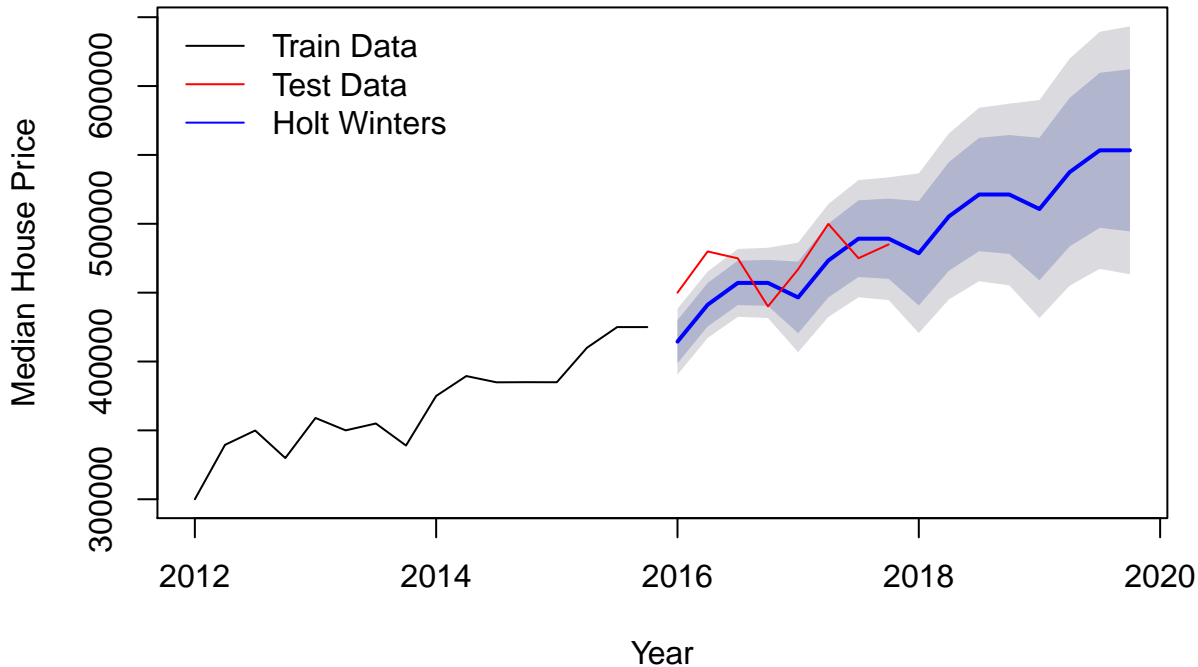 Train Data
Test Data
Holt Winters
Median House Price
600000
500000
400000
300000
2012
2014
2016
2018
2020
Year